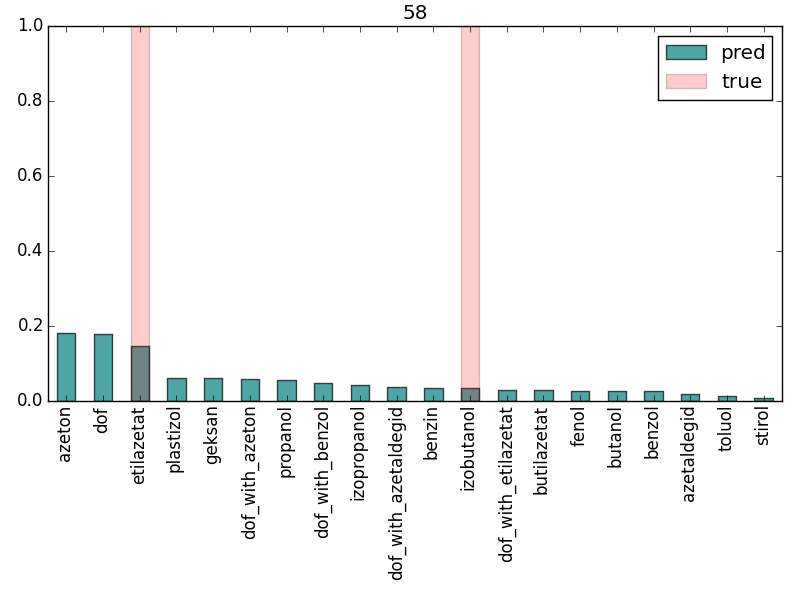 58
1.0
0.8
0.6
0.4
0.2
0.0
pred
true
azeton
dof
etilazetat
plastizol
geksan
dof_with_azeton
propanol
dof_with_benzol
izopropanol
dof_with_azetaldegid
benzin
izobutanol
dof_with_etilazetat
butilazetat
fenol
butanol
benzol
azetaldegid
toluol
stirol